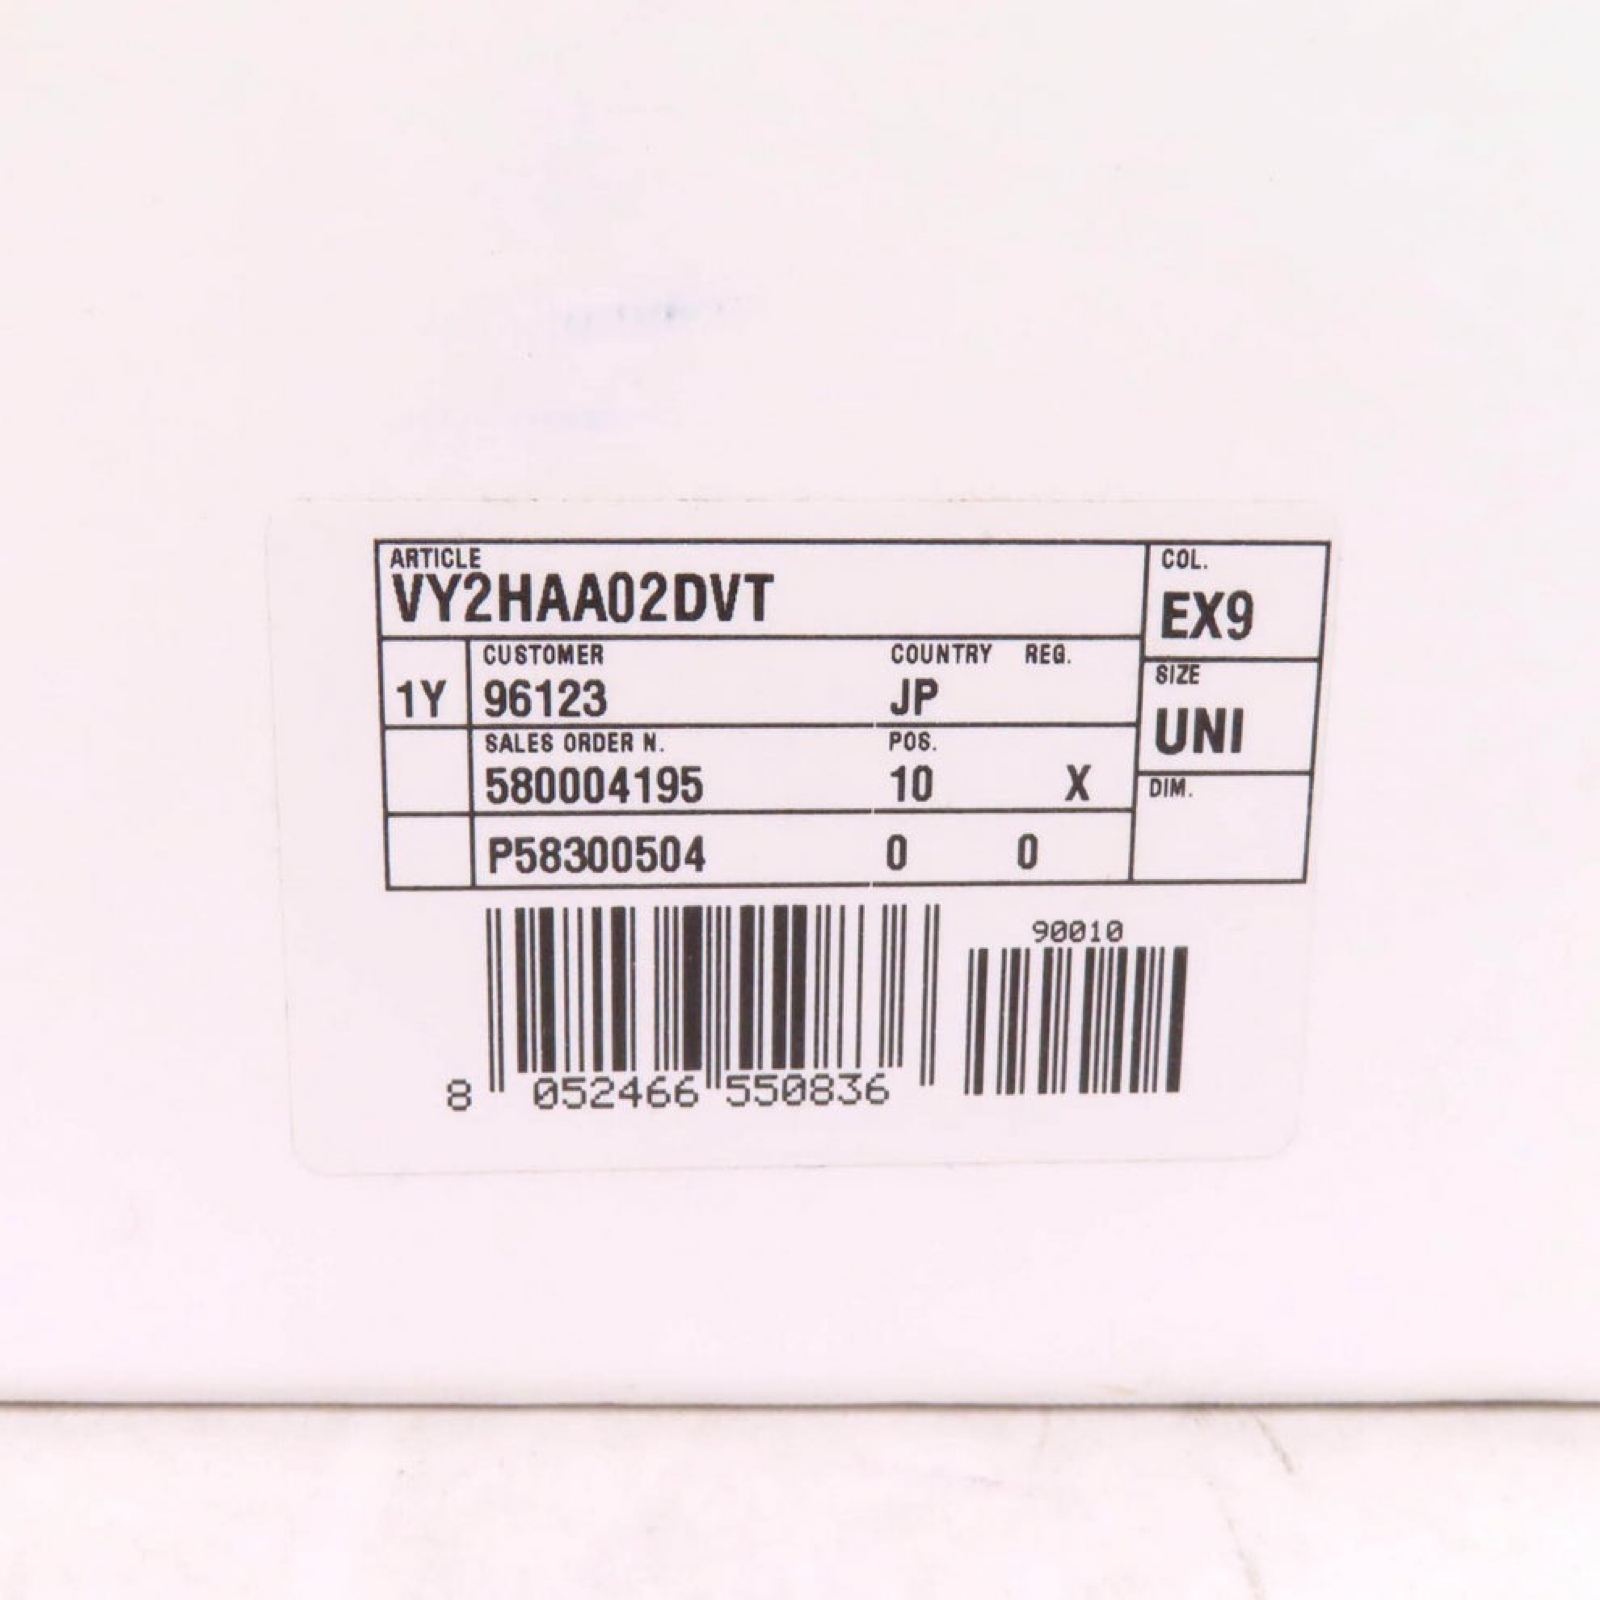 ARTICLE
VY2HAA02DVT
COL.
EX9
1Y
CUSTOMER
96123
COUNTRY REG.
JP
SIZE
UNI
SALES ORDER N.
580004195
POS.
10 X
DIM.
P58300504 0 0
90010
8 052466 550836